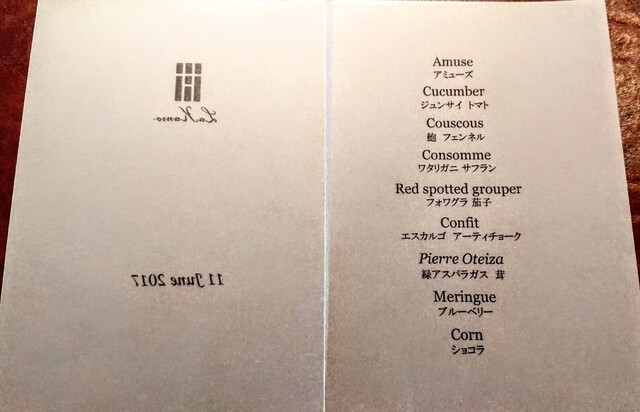 La Kanro
11 June 2017
Amuse
アミューズ
Cucumber
ジュンサイ トマト
Couscous
鮑 フェンネル
Consomme
ワタリガニ サフラン
Red spotted grouper
フォワグラ 茄子
Confit
エスカルゴ アーティチョーク
Pierre Oteiza
緑アスパラガス 茸
Meringue
ブルーベリー
Corn
ショコラ